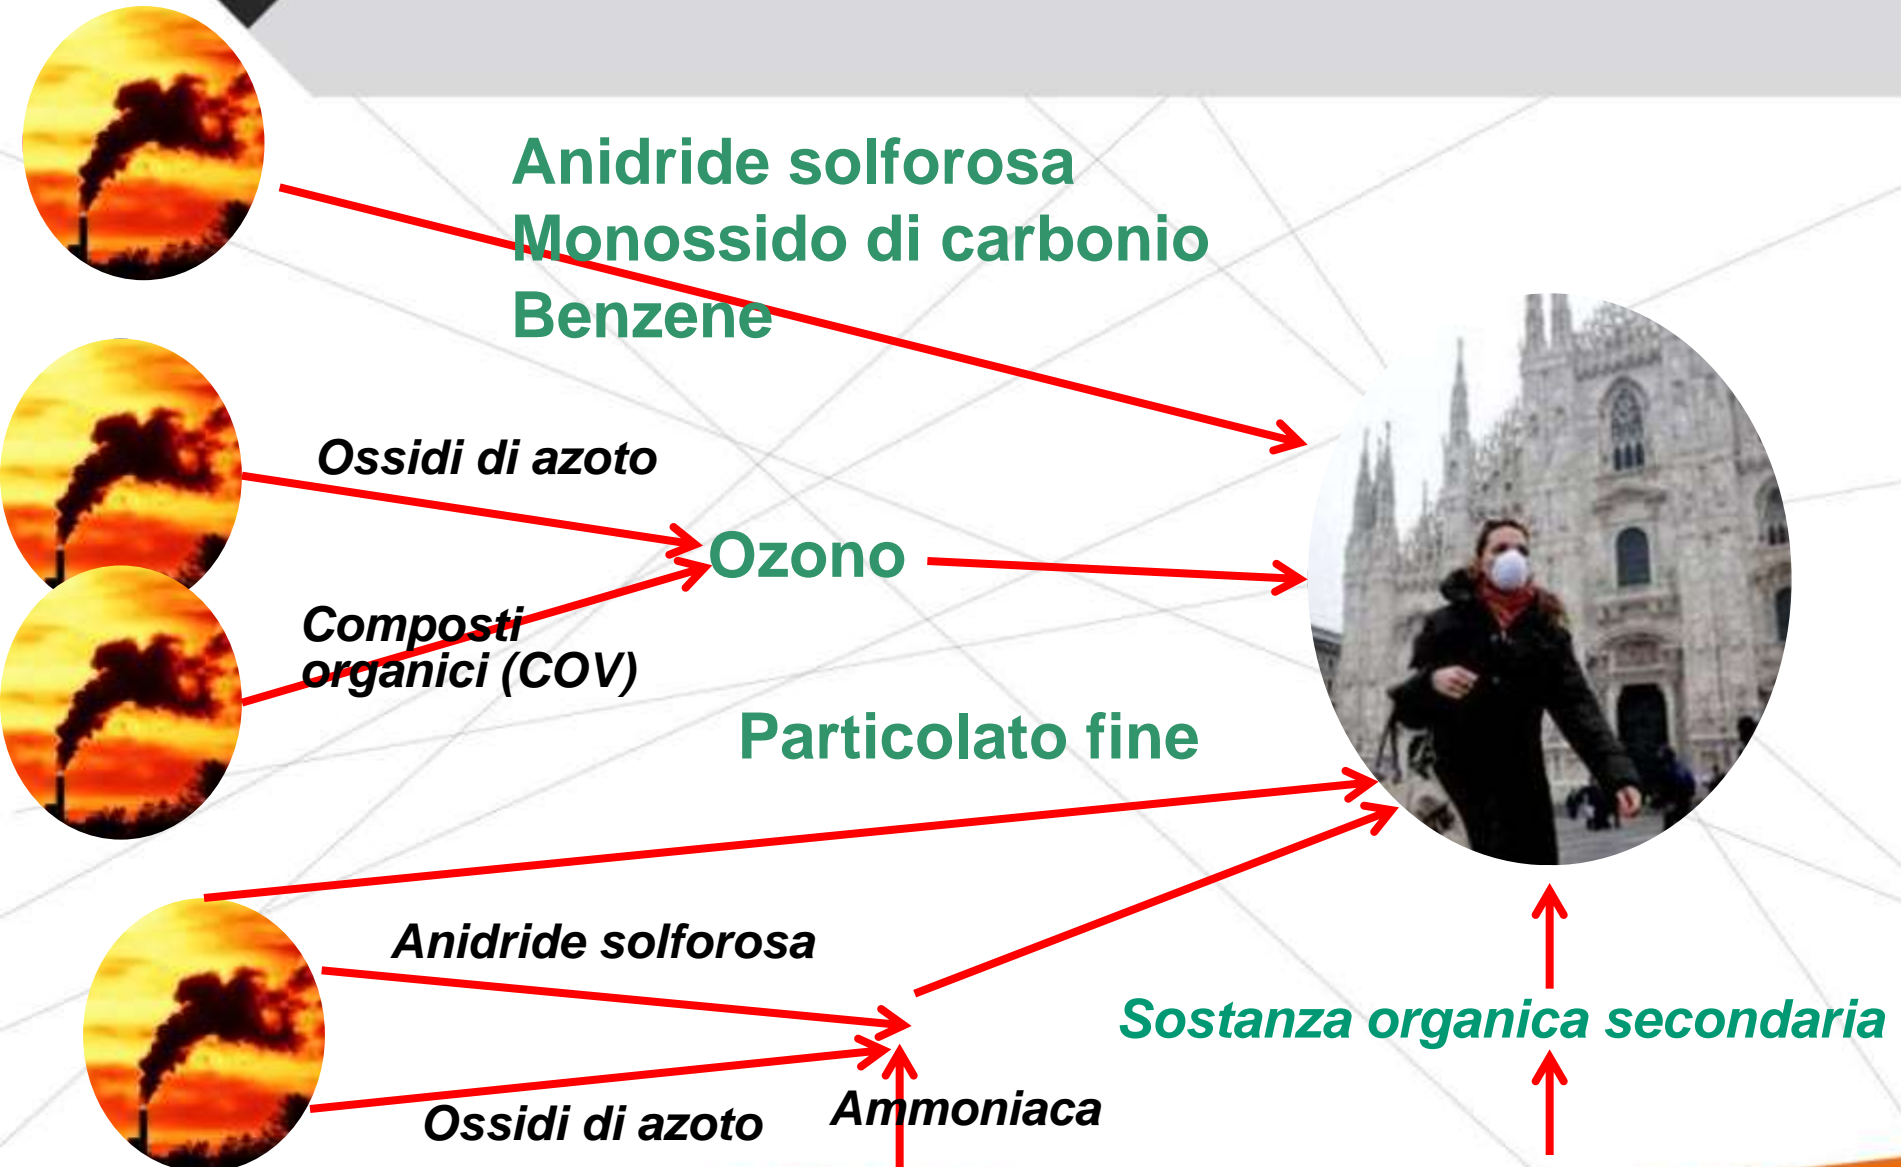 Anidride solforosa
Monossido di carbonio
Benzene
Ossidi di azoto
Ozono
Composti
organici (COV)
Particolato fine
Anidride solforosa
Sostanza organica secondaria
Ossidi di azoto
Ammoniaca